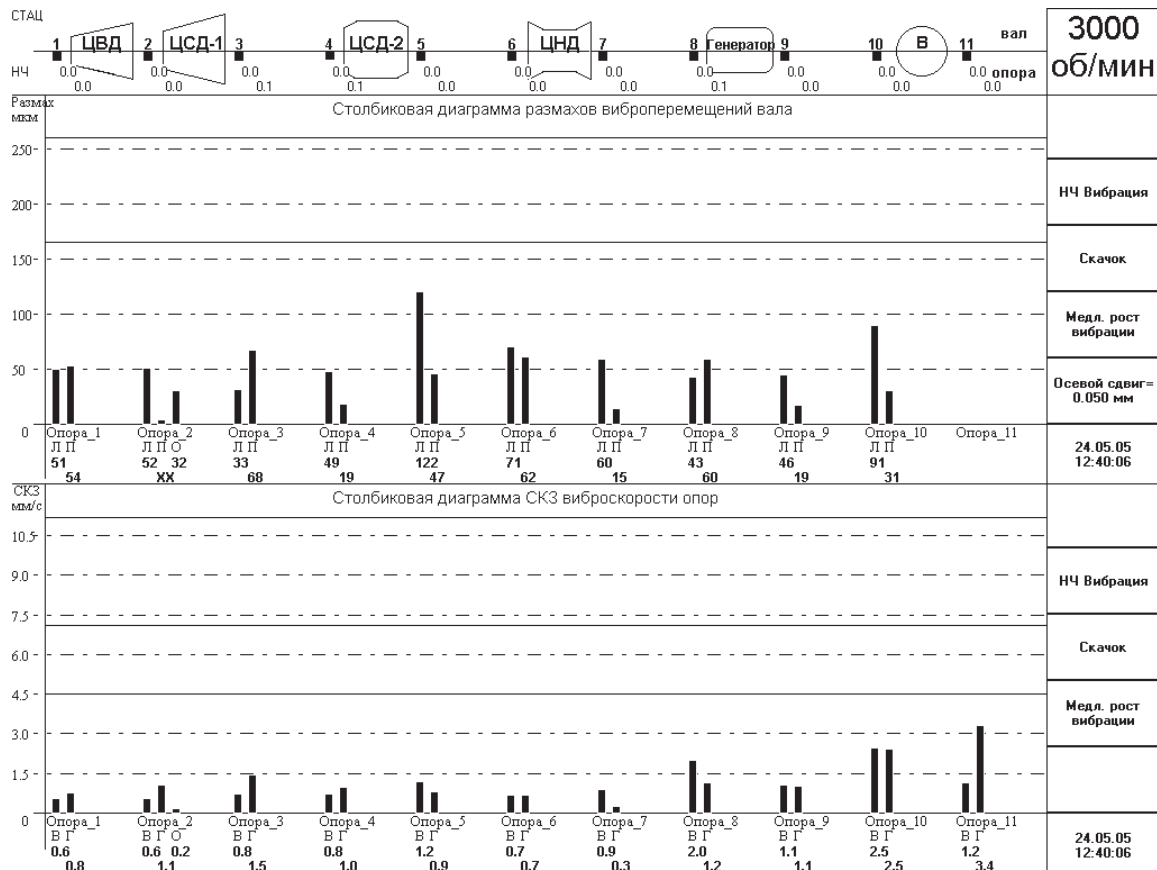 СТАЦ
1 ЦВД 2 ЦСД-1 3 4 ЦСД-2 5 6 ЦНД 7 8 Генератор 9 10 В 11 вал
НЧ 0.0 0.0 0.0 0.0 0.0 0.0 0.0 0.0 0.0 0.0 0.0 опора
0.0 0.0 0.1 0.1 0.0 0.0 0.0 0.1 0.0 0.0 0.0
3000
об/мин
Размах
мкм
Столбиковая диаграмма размахов виброперемещений вала
250
200
150
100
50
0
Опора_1 Опора_2 Опора_3 Опора_4 Опора_5 Опора_6 Опора_7 Опора_8 Опора_9 Опора_10 Опора_11
Л П Л П О Л П Л П Л П Л П Л П Л П Л П Л П
51 52 32 33 49 122 71 60 43 46 91
54 XX 68 19 47 62 15 60 19 31
НЧ Вибрация
Скачок
Медл. рост
вибрации
Осевой сдвиг=
0.050 мм
24.05.05
12:40:06
СКЗ
мм/с
Столбиковая диаграмма СКЗ виброскорости опор
10.5
9.0
7.5
6.0
4.5
3.0
1.5
0
Опора_1 Опора_2 Опора_3 Опора_4 Опора_5 Опора_6 Опора_7 Опора_8 Опора_9 Опора_10 Опора_11
В Г В Г О В Г В Г В Г В Г В Г В Г В Г В Г В Г
0.6 0.6 0.2 0.8 0.8 1.2 0.7 0.9 2.0 1.1 2.5 1.2
0.8 1.1 1.5 1.0 0.9 0.7 0.3 1.2 1.1 2.5 3.4
НЧ Вибрация
Скачок
Медл. рост
вибрации
24.05.05
12:40:06